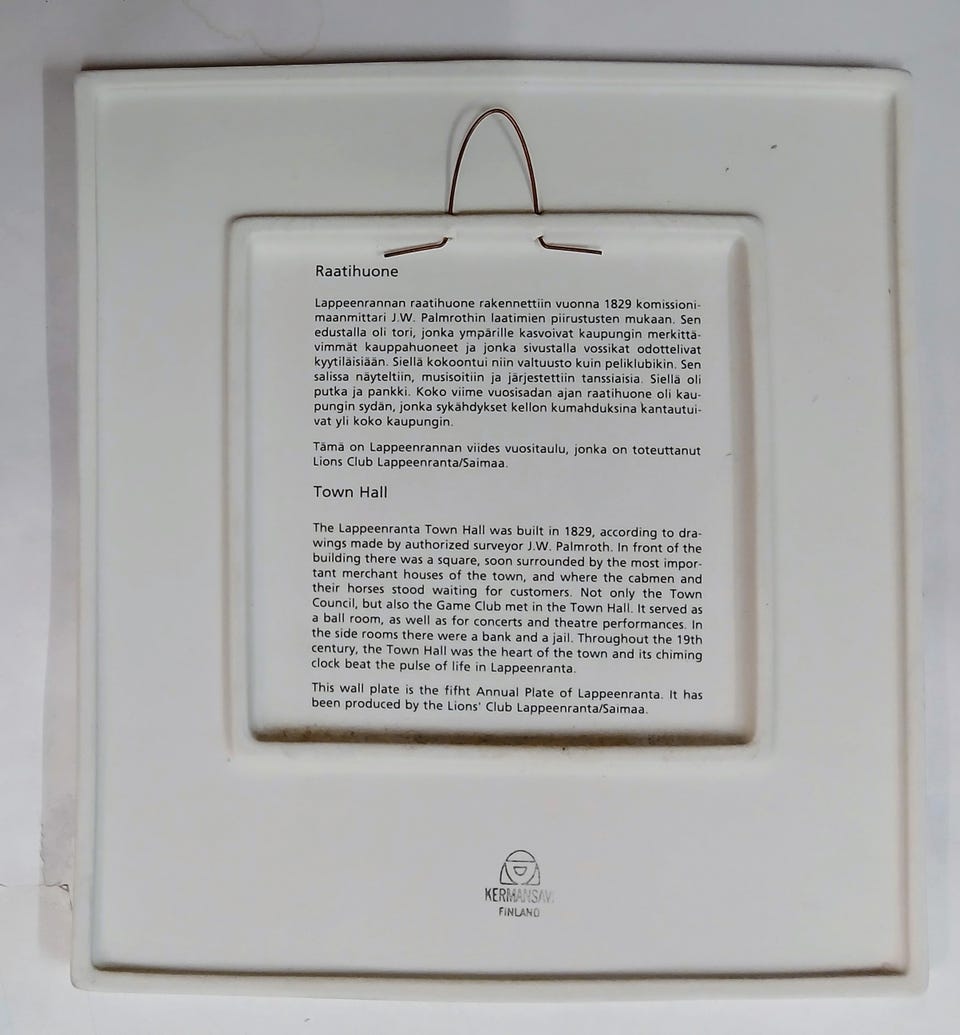 Raatihuone
Lappeenrannan raatihuone rakennettiin vuonna 1829 komissioni-
maanmittari J.W. Palmrothin laatimien piirustusten mukaan. Sen
edustalla oli tori, jonka ympärille kasvoivat kaupungin merkittä-
vimmät kauppahuoneet ja jonka sivustalla vossikat odottelivat
kyytiläisiään. Siellä kokoontui niin valtuusto kuin peliklubikin. Sen
salissa näyteltiin, musisoitiin ja järjestettiin tanssiaisia. Siellä oli
putka ja pankki. Koko viime vuosisadan ajan raatihuone oli kau-
pungin sydän, jonka sykähdykset kellon kumahduksina kantautui-
vat yli koko kaupungin.
Tämä on Lappeenrannan viides vuositaulu, jonka on toteuttanut
Lions Club Lappeenranta/Saimaa.
Town Hall
The Lappeenranta Town Hall was built in 1829, according to dra-
wings made by authorized surveyor J.W. Palmroth. In front of the
building there was a square, soon surrounded by the most impor-
tant merchant houses of the town, and where the cabmen and
their horses stood waiting for customers. Not only the Town
Council, but also the Game Club met in the Town Hall. It served as
a ball room, as well as for concerts and theatre performances. In
the side rooms there were a bank and a jail. Throughout the 19th
century, the Town Hall was the heart of the town and its chiming
clock beat the pulse of life in Lappeenranta.
This wall plate is the fifht Annual Plate of Lappeenranta. It has
been produced by the Lions' Club Lappeenranta/Saimaa.
KERMANSAVI
FINLAND